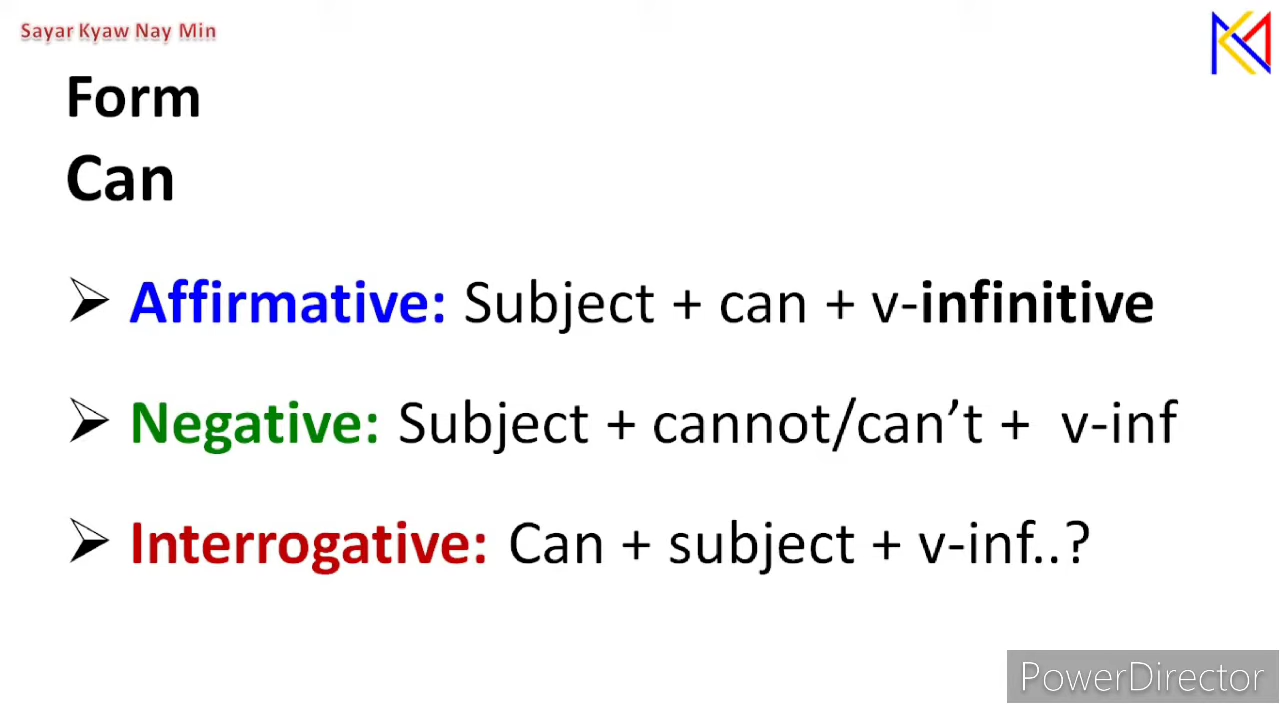 Sayar Kyaw Nay Min
Form
Can
Affirmative: Subject + can + v-infinitive
Negative: Subject + cannot/can’t +  v-inf
Interrogative: Can + subject + v-inf..?
PowerDirector